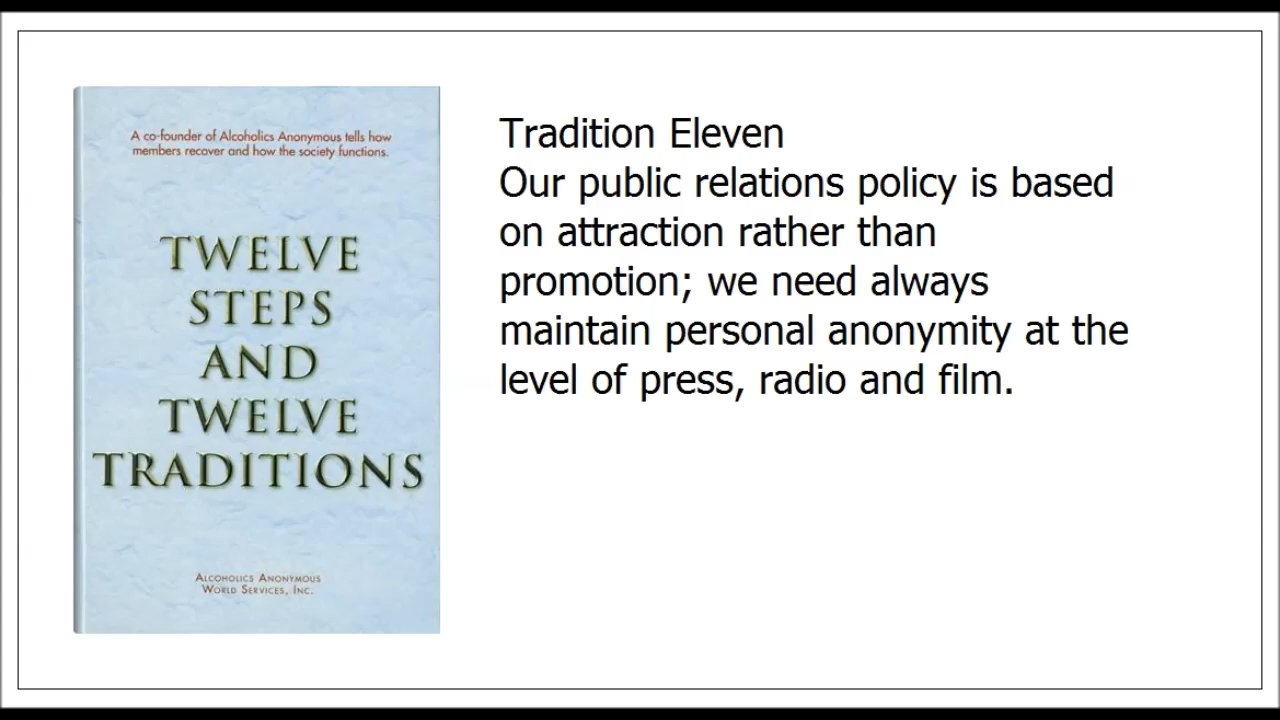 A co-founder of Alcoholics Anonymous tells how
members recover and how the society functions.
TWELVE
STEPS
AND
TWELVE
TRADITIONS
Alcoholics Anonymous
World Services, Inc.
Tradition Eleven
Our public relations policy is based
on attraction rather than
promotion; we need always
maintain personal anonymity at the
level of press, radio and film.